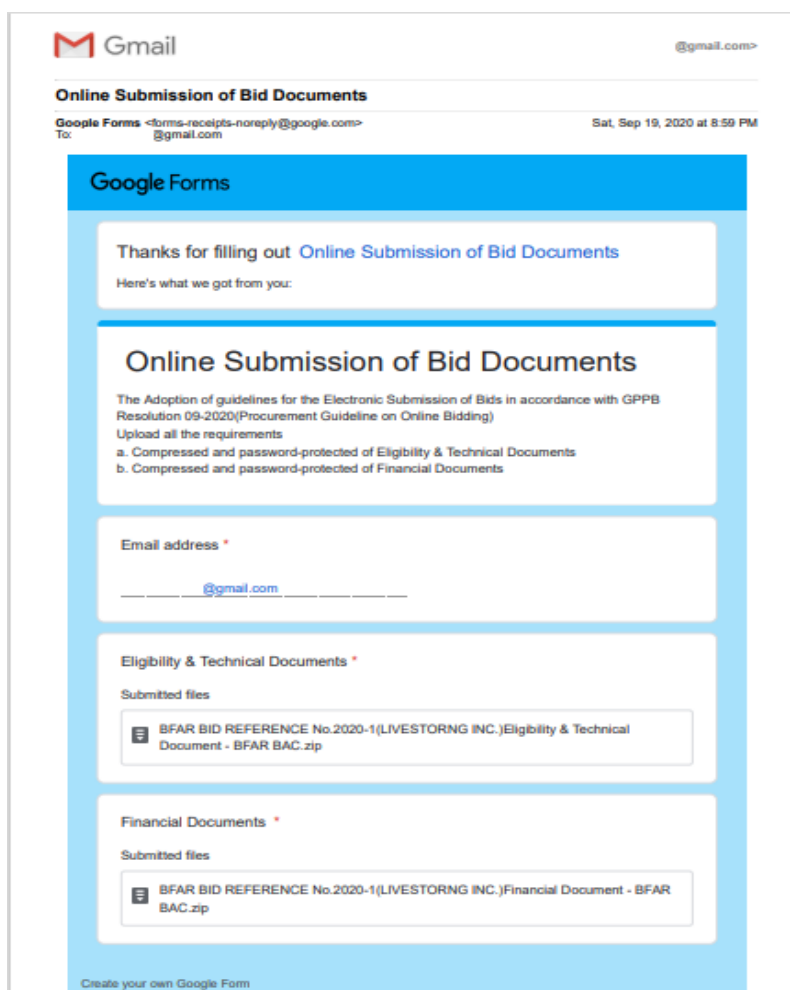 Gmail
@gmail.com>
Online Submission of Bid Documents
Google Forms <forms-receipts-noreply@google.com>
Sat, Sep 19, 2020 at 8:59 PM
To: @gmail.com
Google Forms
Thanks for filling out Online Submission of Bid Documents
Here's what we got from you:
Online Submission of Bid Documents
The Adoption of guidelines for the Electronic Submission of Bids in accordance with GPPB
Resolution 09-2020(Procurement Guideline on Online Bidding)
Upload all the requirements
a. Compressed and password-protected of Eligibility & Technical Documents
b. Compressed and password-protected of Financial Documents
Email address *
@gmail.com
Eligibility & Technical Documents *
Submitted files
BFAR BID REFERENCE No.2020-1(LIVESTORNG INC.)Eligibility & Technical
Document - BFAR BAC.zip
Financial Documents *
Submitted files
BFAR BID REFERENCE No.2020-1(LIVESTORNG INC.)Financial Document - BFAR
BAC.zip
Create your own Google Form